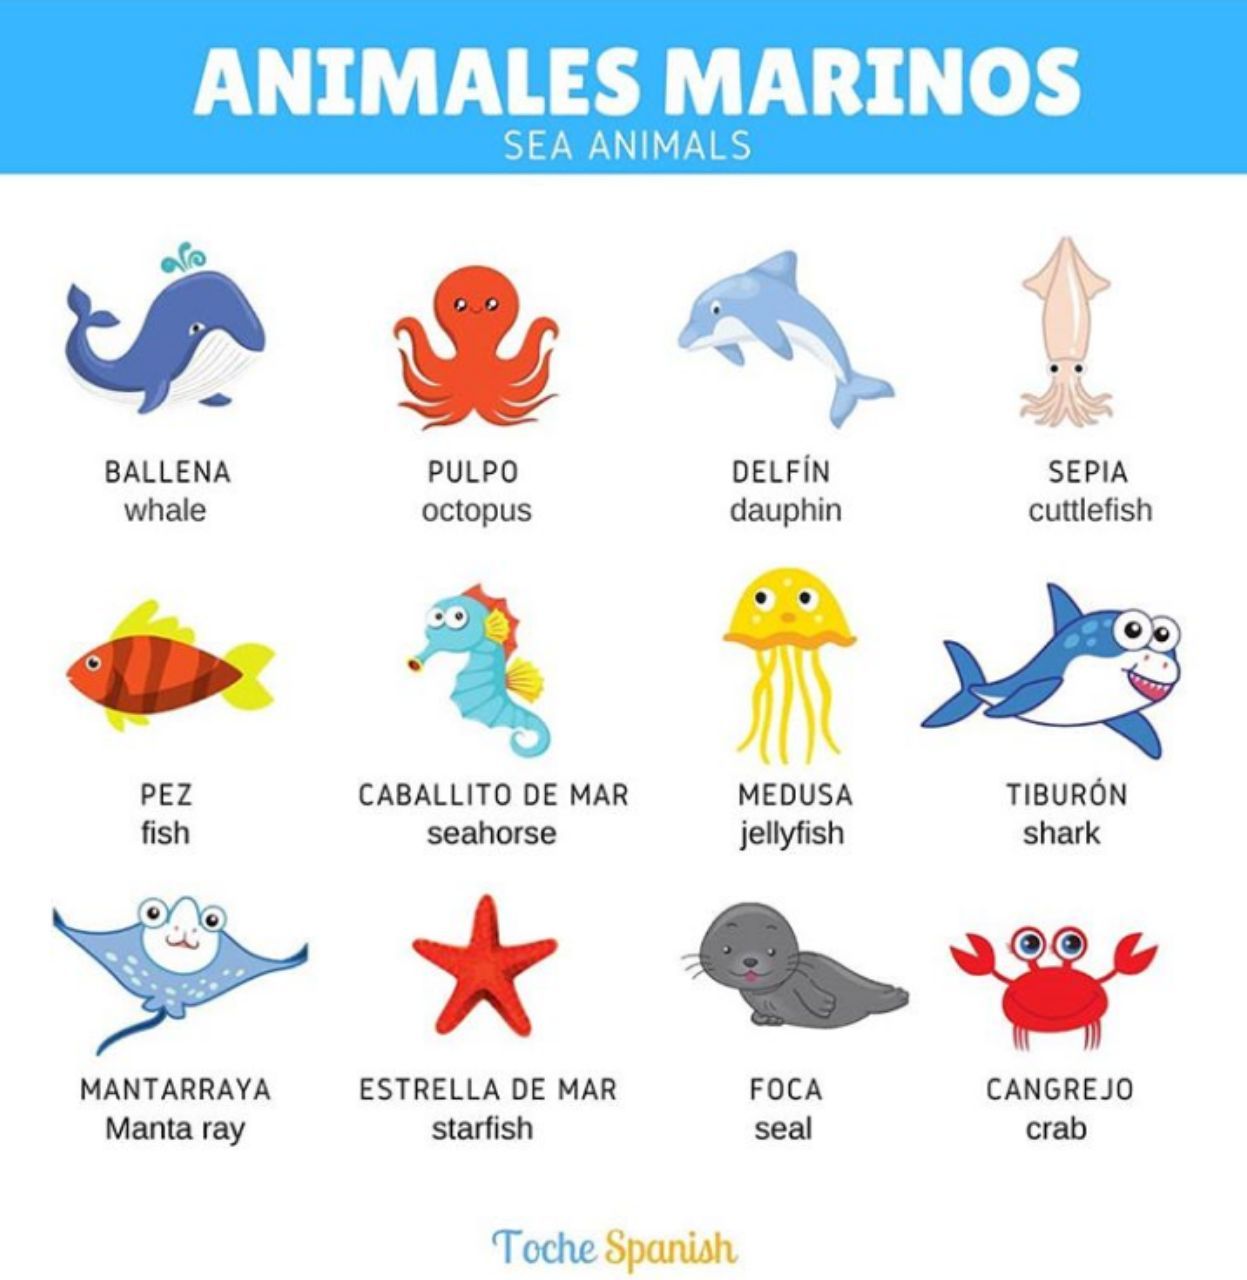 ANIMALES MARINOS
SEA ANIMALS
BALLENA
whale
PULPO
octopus
DELFÍN
dauphin
SEPIA
cuttlefish
PEZ
fish
CABALLITO DE MAR
seahorse
MEDUSA
jellyfish
TIBURÓN
shark
MANTARRAYA
Manta ray
ESTRELLA DE MAR
starfish
FOCA
seal
CANGREJO
crab
Toche Spanish